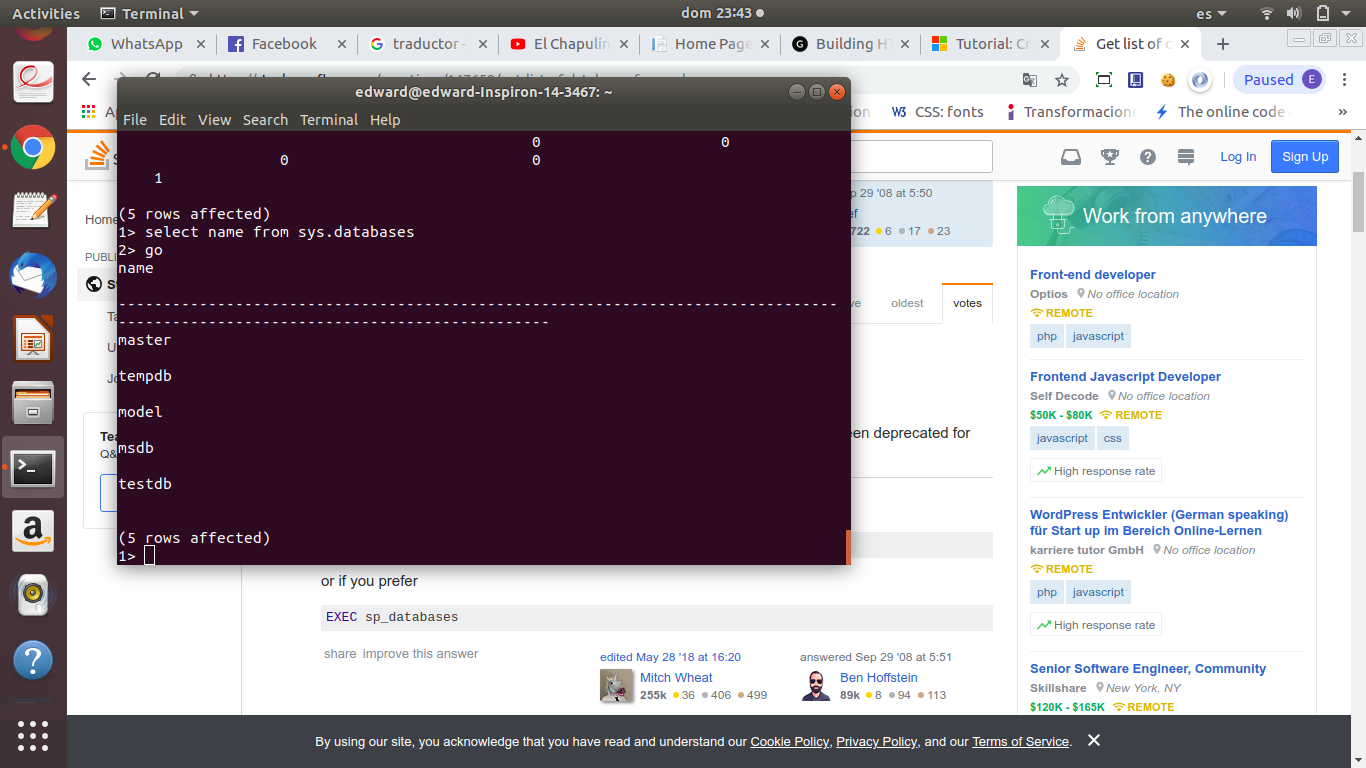 Activities
Terminal
dom 23:43
es
WhatsApp
Facebook
traductor -
El Chapulín
Home Page
Building HT
Tutorial: Cr
Get list of
Paused
E
W3 CSS: fonts
Transformacione
The online code
»
edward@edward-Inspiron-14-3467: ~
File Edit View Search Terminal Help
0 0
0 0
1
(5 rows affected)
1> select name from sys.databases
2> go
name
--------------------------------------------------------------------------------
------------------------------------------------
master
tempdb
model
msdb
testdb
(5 rows affected)
1>
Home
PUBLI
Log In
Sign Up
ep 29 '08 at 5:50
ef
722 6 17 23
ve
oldest
votes
een deprecated for
or if you prefer
EXEC sp_databases
share improve this answer
edited May 28 '18 at 16:20
Mitch Wheat
255k 36 406 499
answered Sep 29 '08 at 5:51
Ben Hoffstein
89k 8 94 113
Work from anywhere
Front-end developer
Optios No office location
REMOTE
php javascript
Frontend Javascript Developer
Self Decode No office location
$50K - $80K REMOTE
javascript css
High response rate
WordPress Entwickler (German speaking)
für Start up im Bereich Online-Lernen
karriere tutor GmbH No office location
REMOTE
php javascript
High response rate
Senior Software Engineer, Community
Skillshare New York, NY
$120K - $165K REMOTE
By using our site, you acknowledge that you have read and understand our Cookie Policy, Privacy Policy, and our Terms of Service.